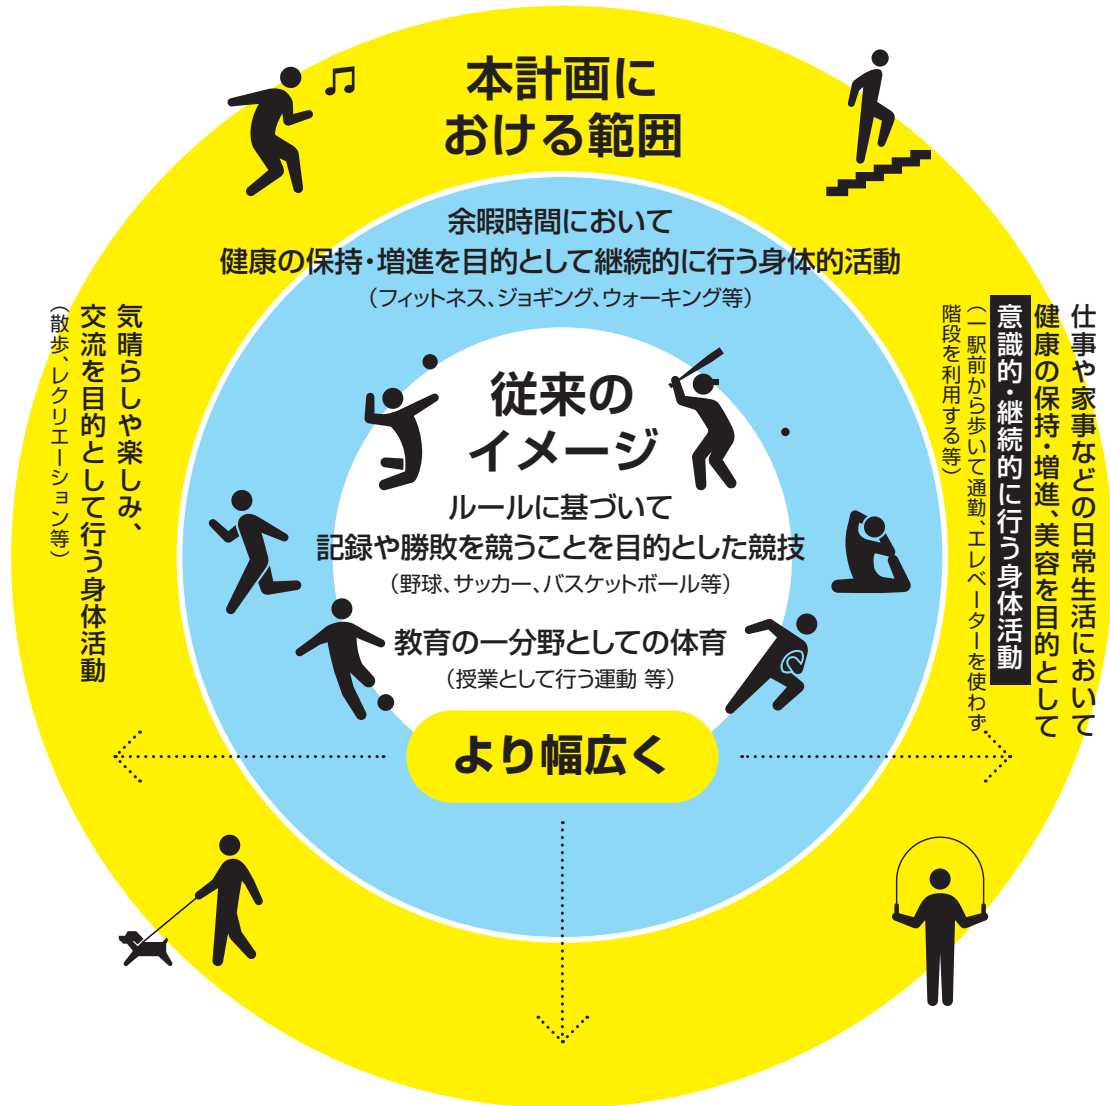 本計画に
おける範囲
余暇時間において
健康の保持・増進を目的として継続的に行う身体的活動
（フィットネス、ジョギング、ウォーキング等）
従来の
イメージ
ルールに基づいて
記録や勝敗を競うことを目的とした競技
（野球、サッカー、バスケットボール等）
教育の一分野としての体育
（授業として行う運動 等）
より幅広く
仕事や家事などの日常生活において
健康の保持・増進、美容を目的として
意識的・継続的に行う身体活動
（一駅前から歩いて通勤、エレベーターを使わず
階段を利用する等）
気晴らしや楽しみ、
交流を目的として行う身体活動
（散歩、レクリエーション等）